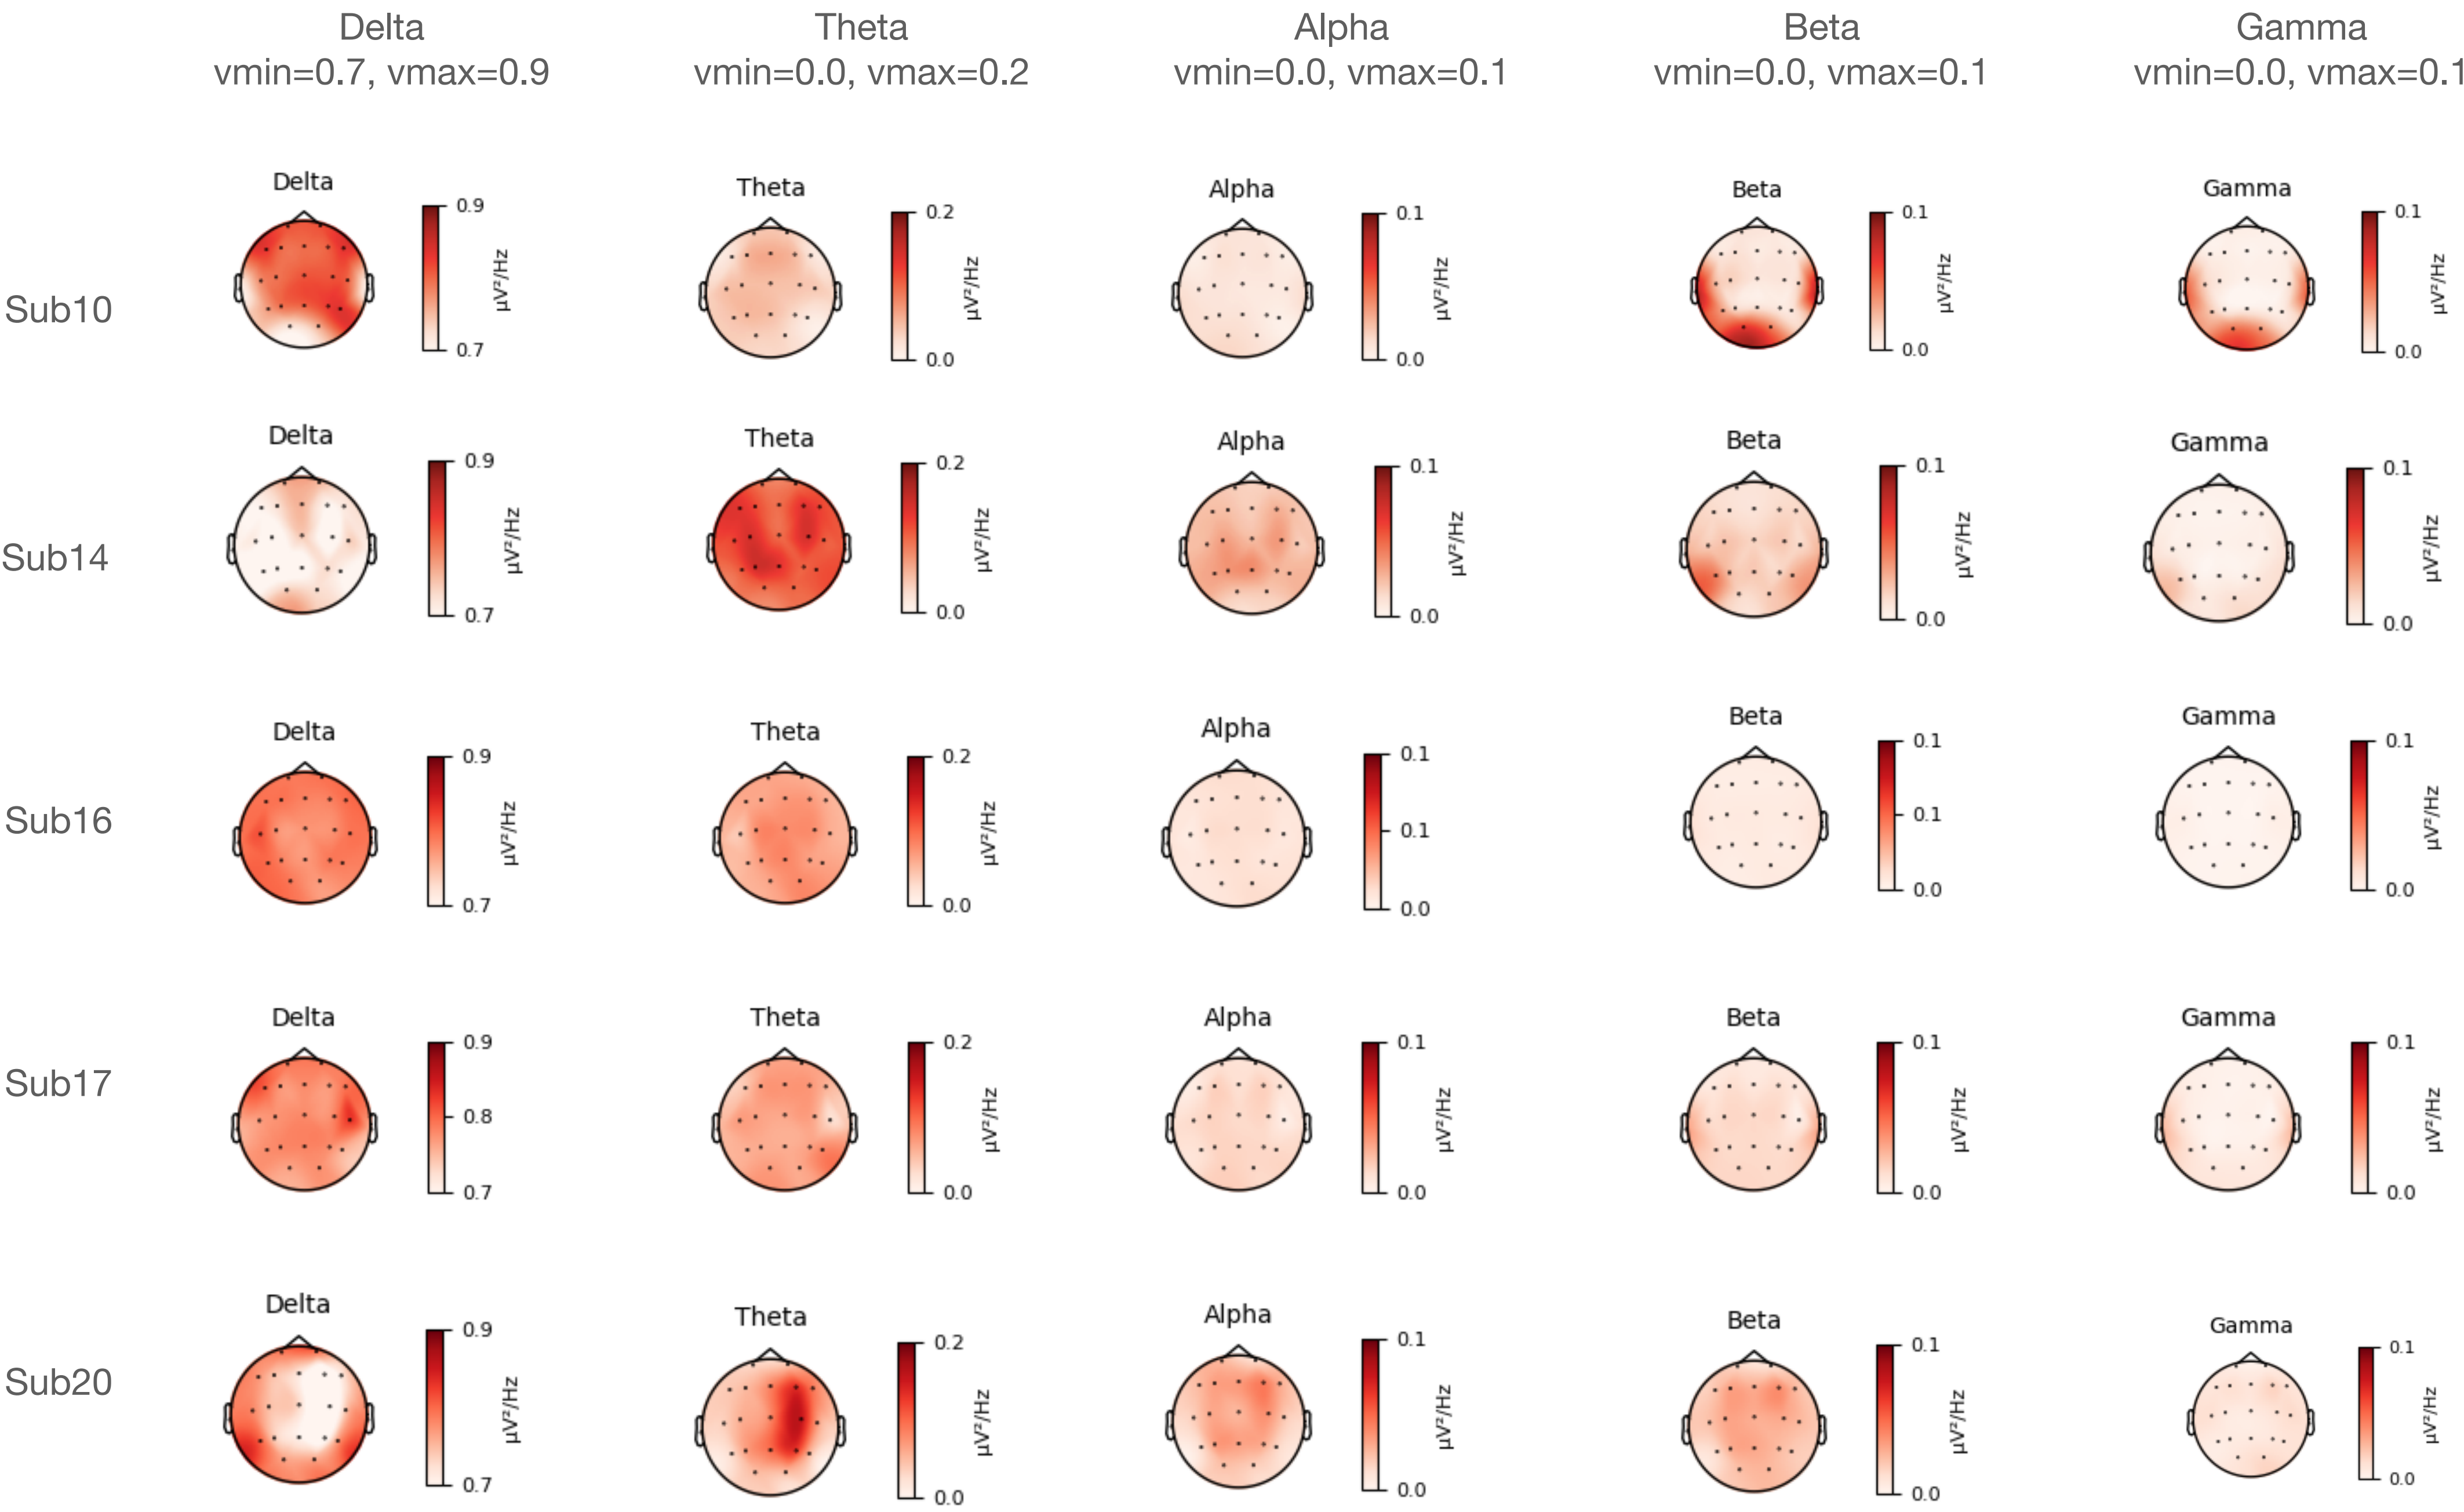 Delta
vmin=0.7, vmax=0.9
Theta
vmin=0.0, vmax=0.2
Alpha
vmin=0.0, vmax=0.1
Beta
vmin=0.0, vmax=0.1
Gamma
vmin=0.0, vmax=0.1
Sub10
Delta
0.9
0.7
µV²/Hz
Theta
0.2
0.0
µV²/Hz
Alpha
0.1
0.0
µV²/Hz
Beta
0.1
0.0
µV²/Hz
Gamma
0.1
0.0
µV²/Hz
Sub14
Delta
0.9
0.7
µV²/Hz
Theta
0.2
0.0
µV²/Hz
Alpha
0.1
0.0
µV²/Hz
Beta
0.1
0.0
µV²/Hz
Gamma
0.1
0.0
µV²/Hz
Sub16
Delta
0.9
0.7
µV²/Hz
Theta
0.2
0.0
µV²/Hz
Alpha
0.1
0.1
0.0
Beta
0.1
0.1
0.0
Gamma
0.1
0.0
µV²/Hz
Sub17
Delta
0.9
0.8
0.7
Theta
0.2
0.0
µV²/Hz
Alpha
0.1
0.0
µV²/Hz
Beta
0.1
0.0
µV²/Hz
Gamma
0.1
0.0
µV²/Hz
Sub20
Delta
0.9
0.7
µV²/Hz
Theta
0.2
0.0
µV²/Hz
Alpha
0.1
0.0
µV²/Hz
Beta
0.1
0.0
µV²/Hz
Gamma
0.1
0.0
µV²/Hz